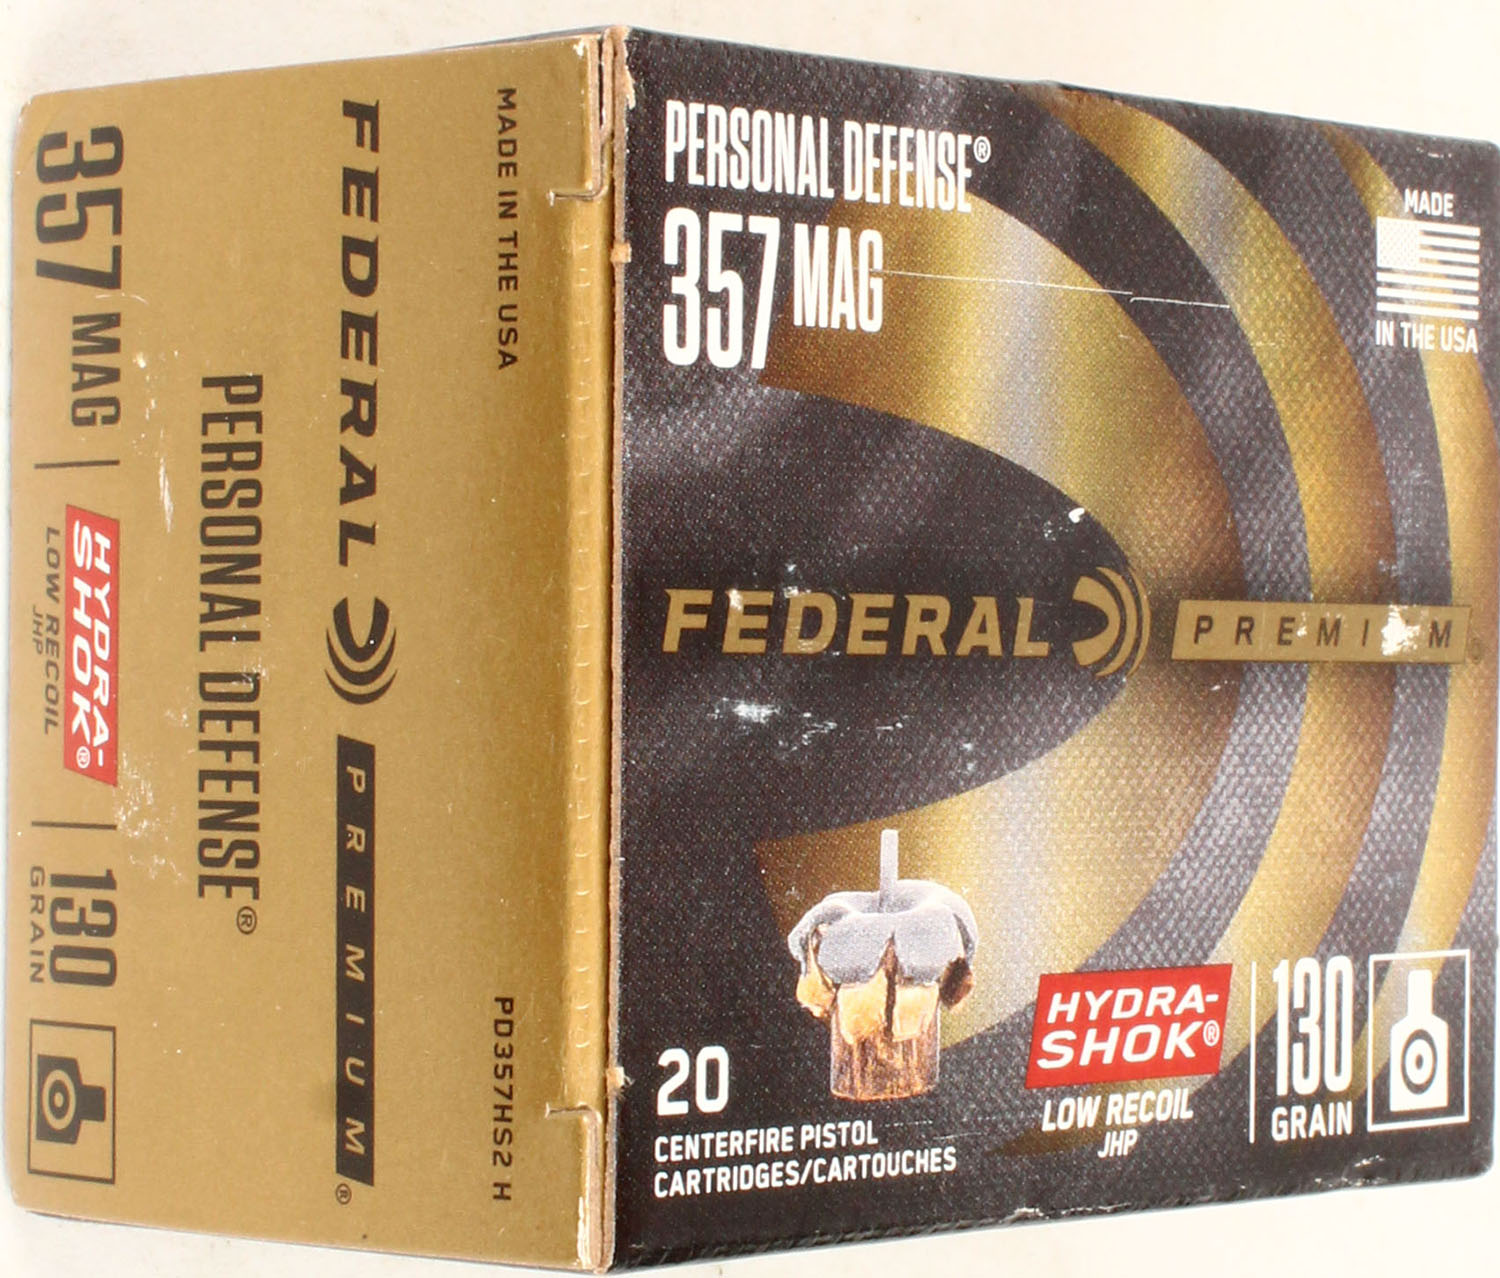 PERSONAL DEFENSE®
357 MAG
MADE
IN THE USA
FEDERAL PREMIUM®
20
CENTERFIRE PISTOL
CARTRIDGES/CARTOUCHES
HYDRA-
SHOK®
LOW RECOIL
JHP
130
GRAIN
MADE IN THE USA
PD357HS2 H
FEDERAL PREMIUM®
PERSONAL DEFENSE®
357 MAG
HYDRA-
SHOK®
LOW RECOIL
JHP
130
GRAIN